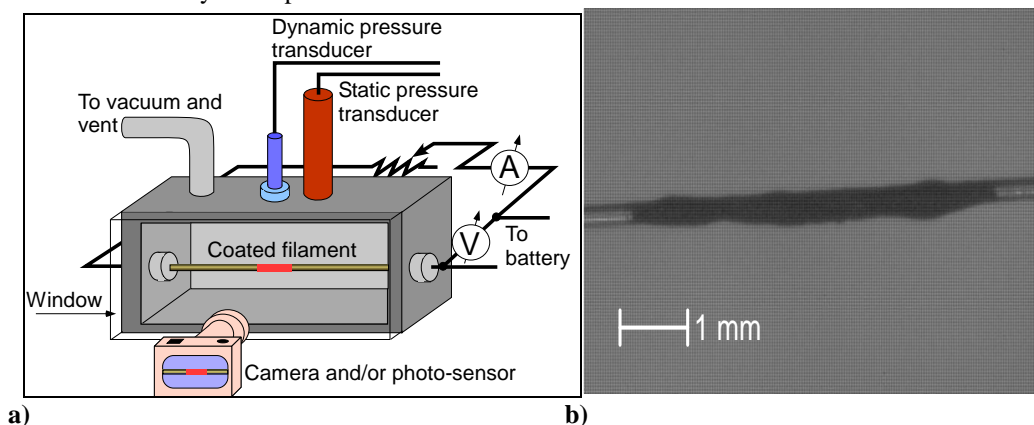 Dynamic pressure
transducer
Static pressure
transducer
To vacuum and
vent
A
V
To
battery
Coated filament
Window
Camera and/or photo-sensor
1 mm
a)
b)